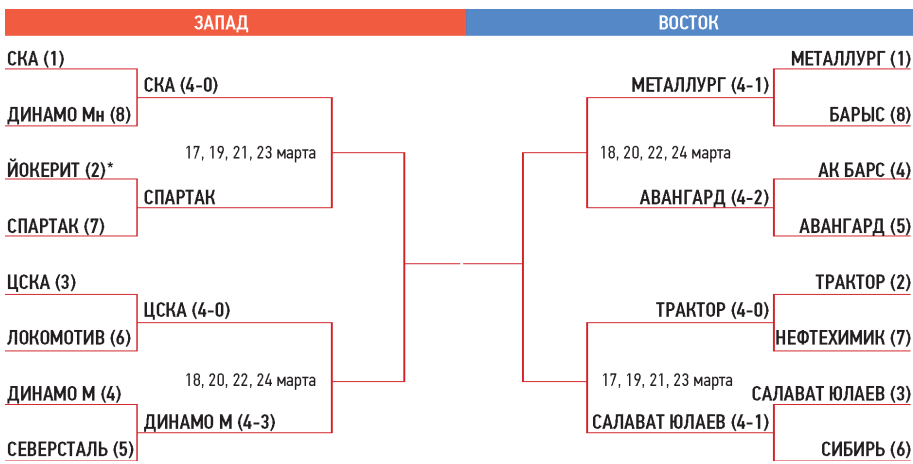 ЗАПАД
ВОСТОК
СКА (1)
СКА (4-0)
ДИНАМО Мн (8)
17, 19, 21, 23 марта
ЙОКЕРИТ (2)*
СПАРТАК
СПАРТАК (7)
ЦСКА (3)
ЦСКА (4-0)
ЛОКОМОТИВ (6)
18, 20, 22, 24 марта
ДИНАМО М (4)
ДИНАМО М (4-3)
СЕВЕРСТАЛЬ (5)
МЕТАЛЛУРГ (1)
МЕТАЛЛУРГ (4-1)
БАРЫС (8)
18, 20, 22, 24 марта
АК БАРС (4)
АВАНГАРД (4-2)
АВАНГАРД (5)
ТРАКТОР (2)
ТРАКТОР (4-0)
НЕФТЕХИМИК (7)
17, 19, 21, 23 марта
САЛАВАТ ЮЛАЕВ (3)
САЛАВАТ ЮЛАЕВ (4-1)
СИБИРЬ (6)